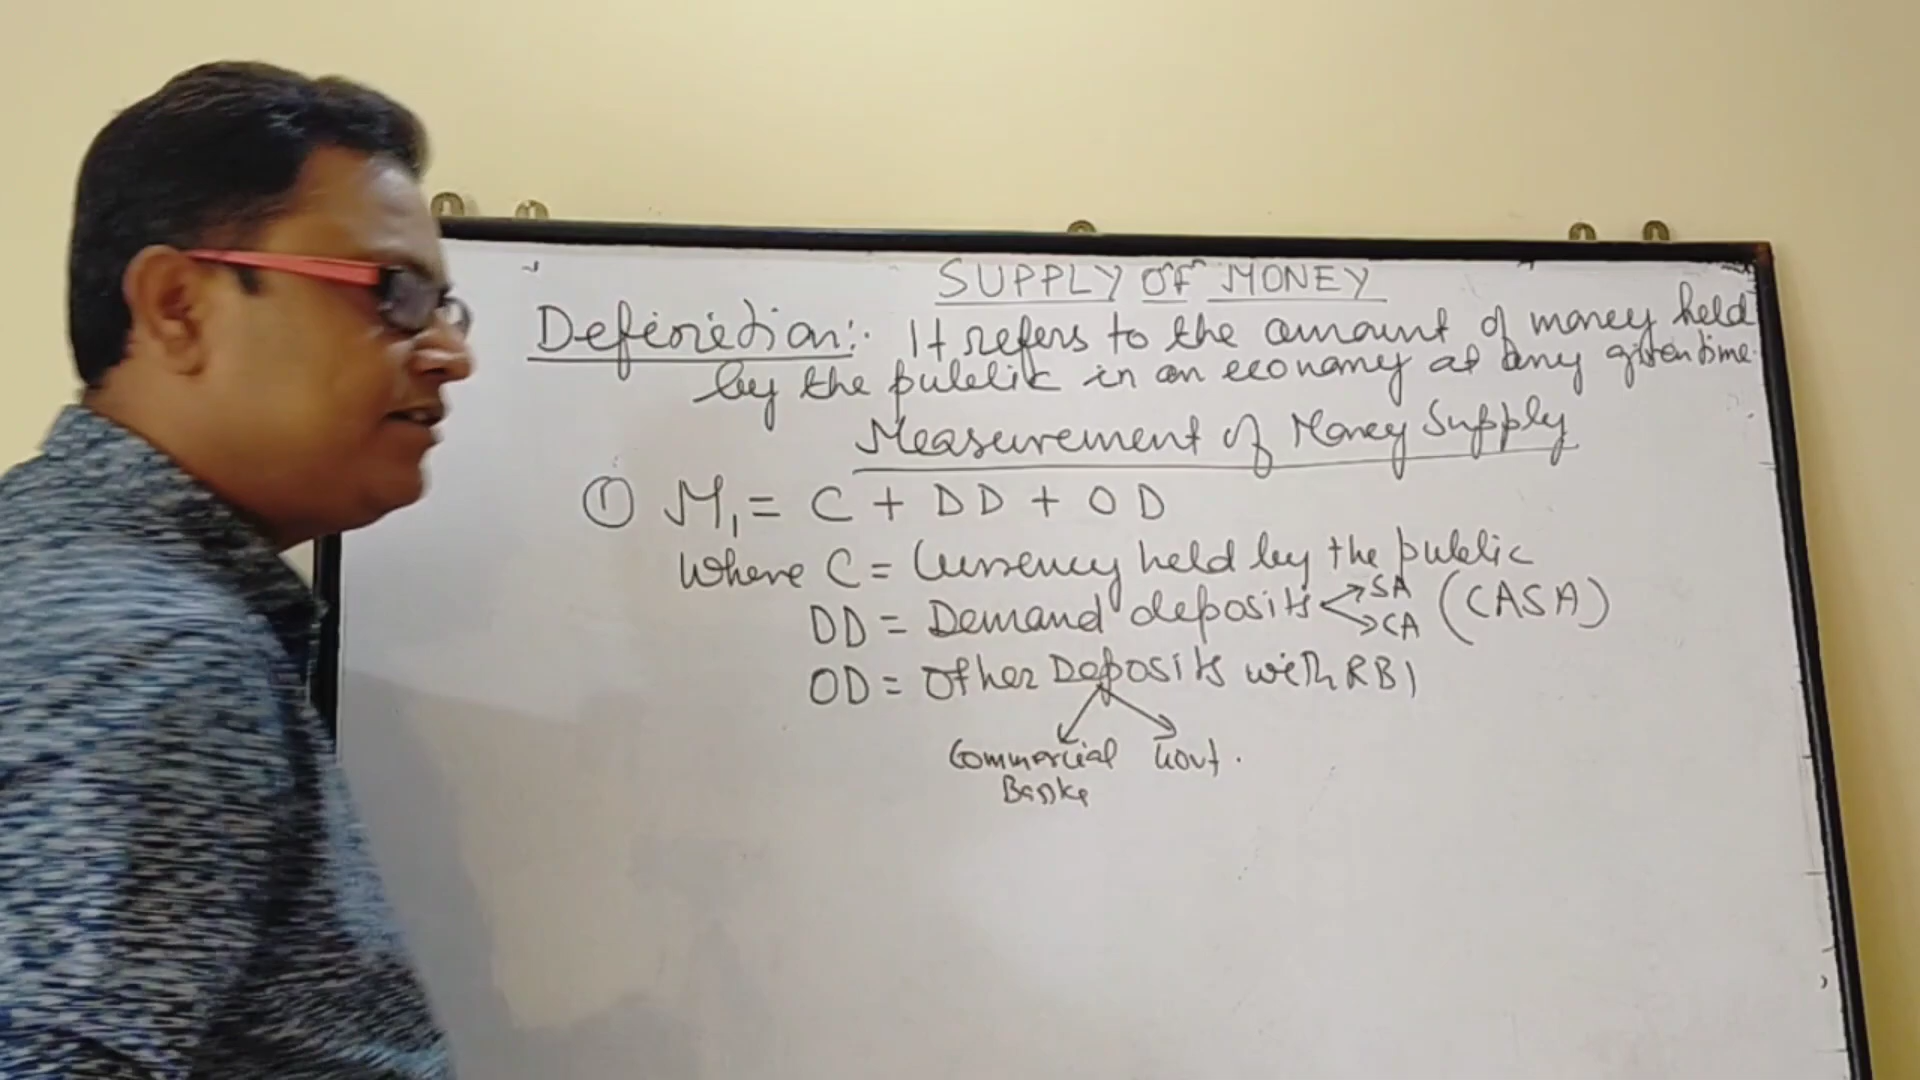 SUPPLY OF MONEY
Definition:- It refers to the amount of money held
by the public in an economy at any given time.
Measurement of Money Supply
① M₁ = C + DD + OD
Where C = Currency held by the public
DD = Demand deposits SA CA (CASA)
OD = Other Deposits with RBI
Commercial Banks Govt.